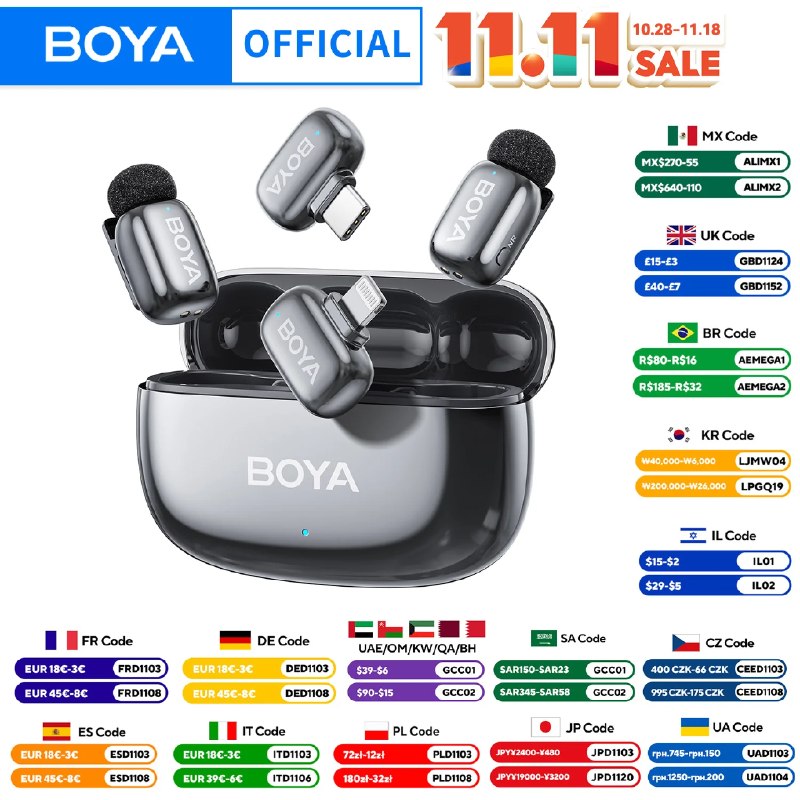 BOYA
OFFICIAL
11.11
10.28-11.18
SALE
BOYA
BOYA
BOYA
BOYA
BOYA
MX Code
MX$270-55 ALIMX1
MX$640-110 ALIMX2
UK Code
£15-£3 GBD1124
£40-£7 GBD1152
BR Code
R$80-R$16 AEMEGA1
R$185-R$32 AEMEGA2
KR Code
₩40,000-₩6,000 LJMW04
₩200,000-₩26,000 LPGQ19
IL Code
$15-$2 IL01
$29-$5 IL02
FR Code
EUR 18€-3€ FRD1103
EUR 45€-8€ FRD1108
DE Code
EUR 18€-3€ DED1103
EUR 45€-8€ DED1108
UAE/OM/KW/QA/BH
$39-$6 GCC01
$90-$15 GCC02
SA Code
SAR150-SAR23 GCC01
SAR345-SAR58 GCC02
CZ Code
400 CZK-66 CZK CEED1103
995 CZK-175 CZK CEED1108
ES Code
EUR 18€-3€ ESD1103
EUR 45€-8€ ESD1108
IT Code
EUR 18€-3€ ITD1103
EUR 39€-6€ ITD1106
PL Code
72zł-12zł PLD1103
180zł-32zł PLD1108
JP Code
JPY¥2400-¥480 JPD1103
JPY¥19000-¥3200 JPD1120
UA Code
грн.745-грн.150 UAD1103
грн.1250-грн.200 UAD1104